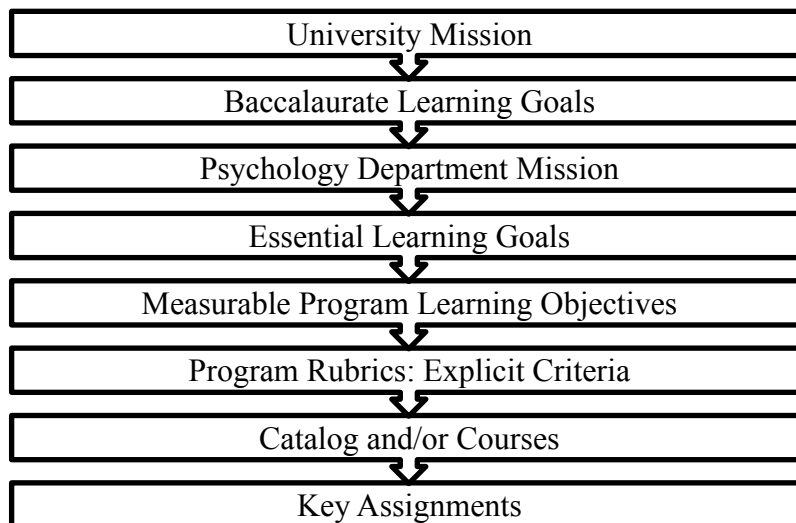 University Mission
Baccalaurate Learning Goals
Psychology Department Mission
Essential Learning Goals
Measurable Program Learning Objectives
Program Rubrics: Explicit Criteria
Catalog and/or Courses
Key Assignments